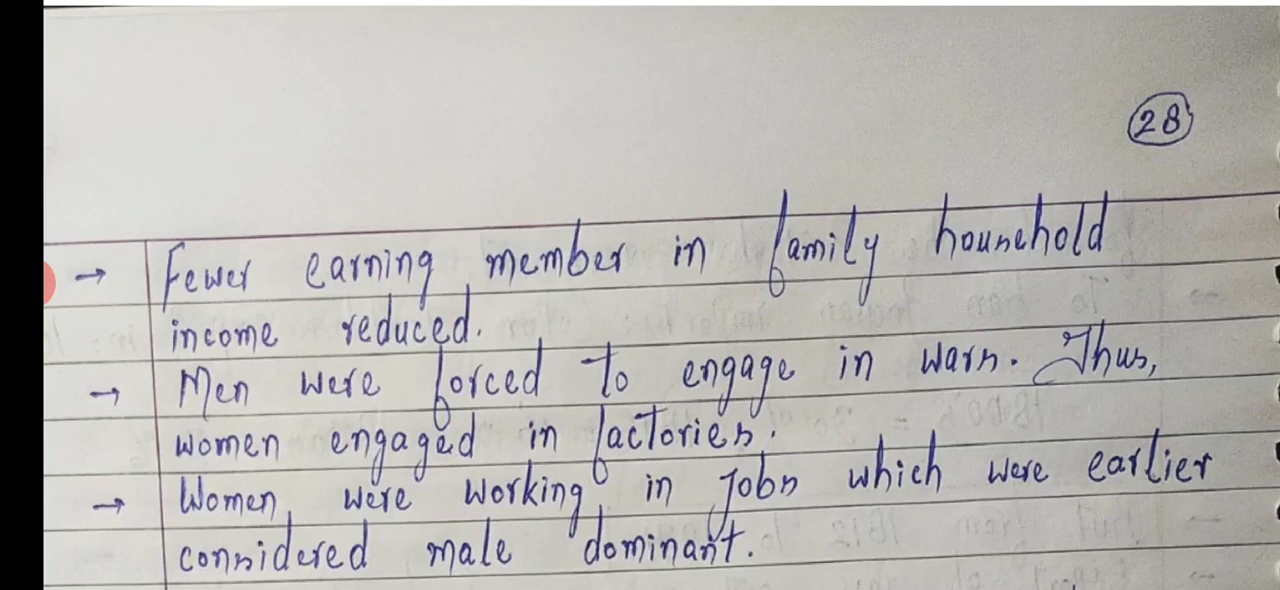 28
→ Fewer earning member in family household
income reduced.
→ Men were forced to engage in wars. Thus,
women engaged in factories.
→ Women were working in jobs which were earlier
considered male dominant.